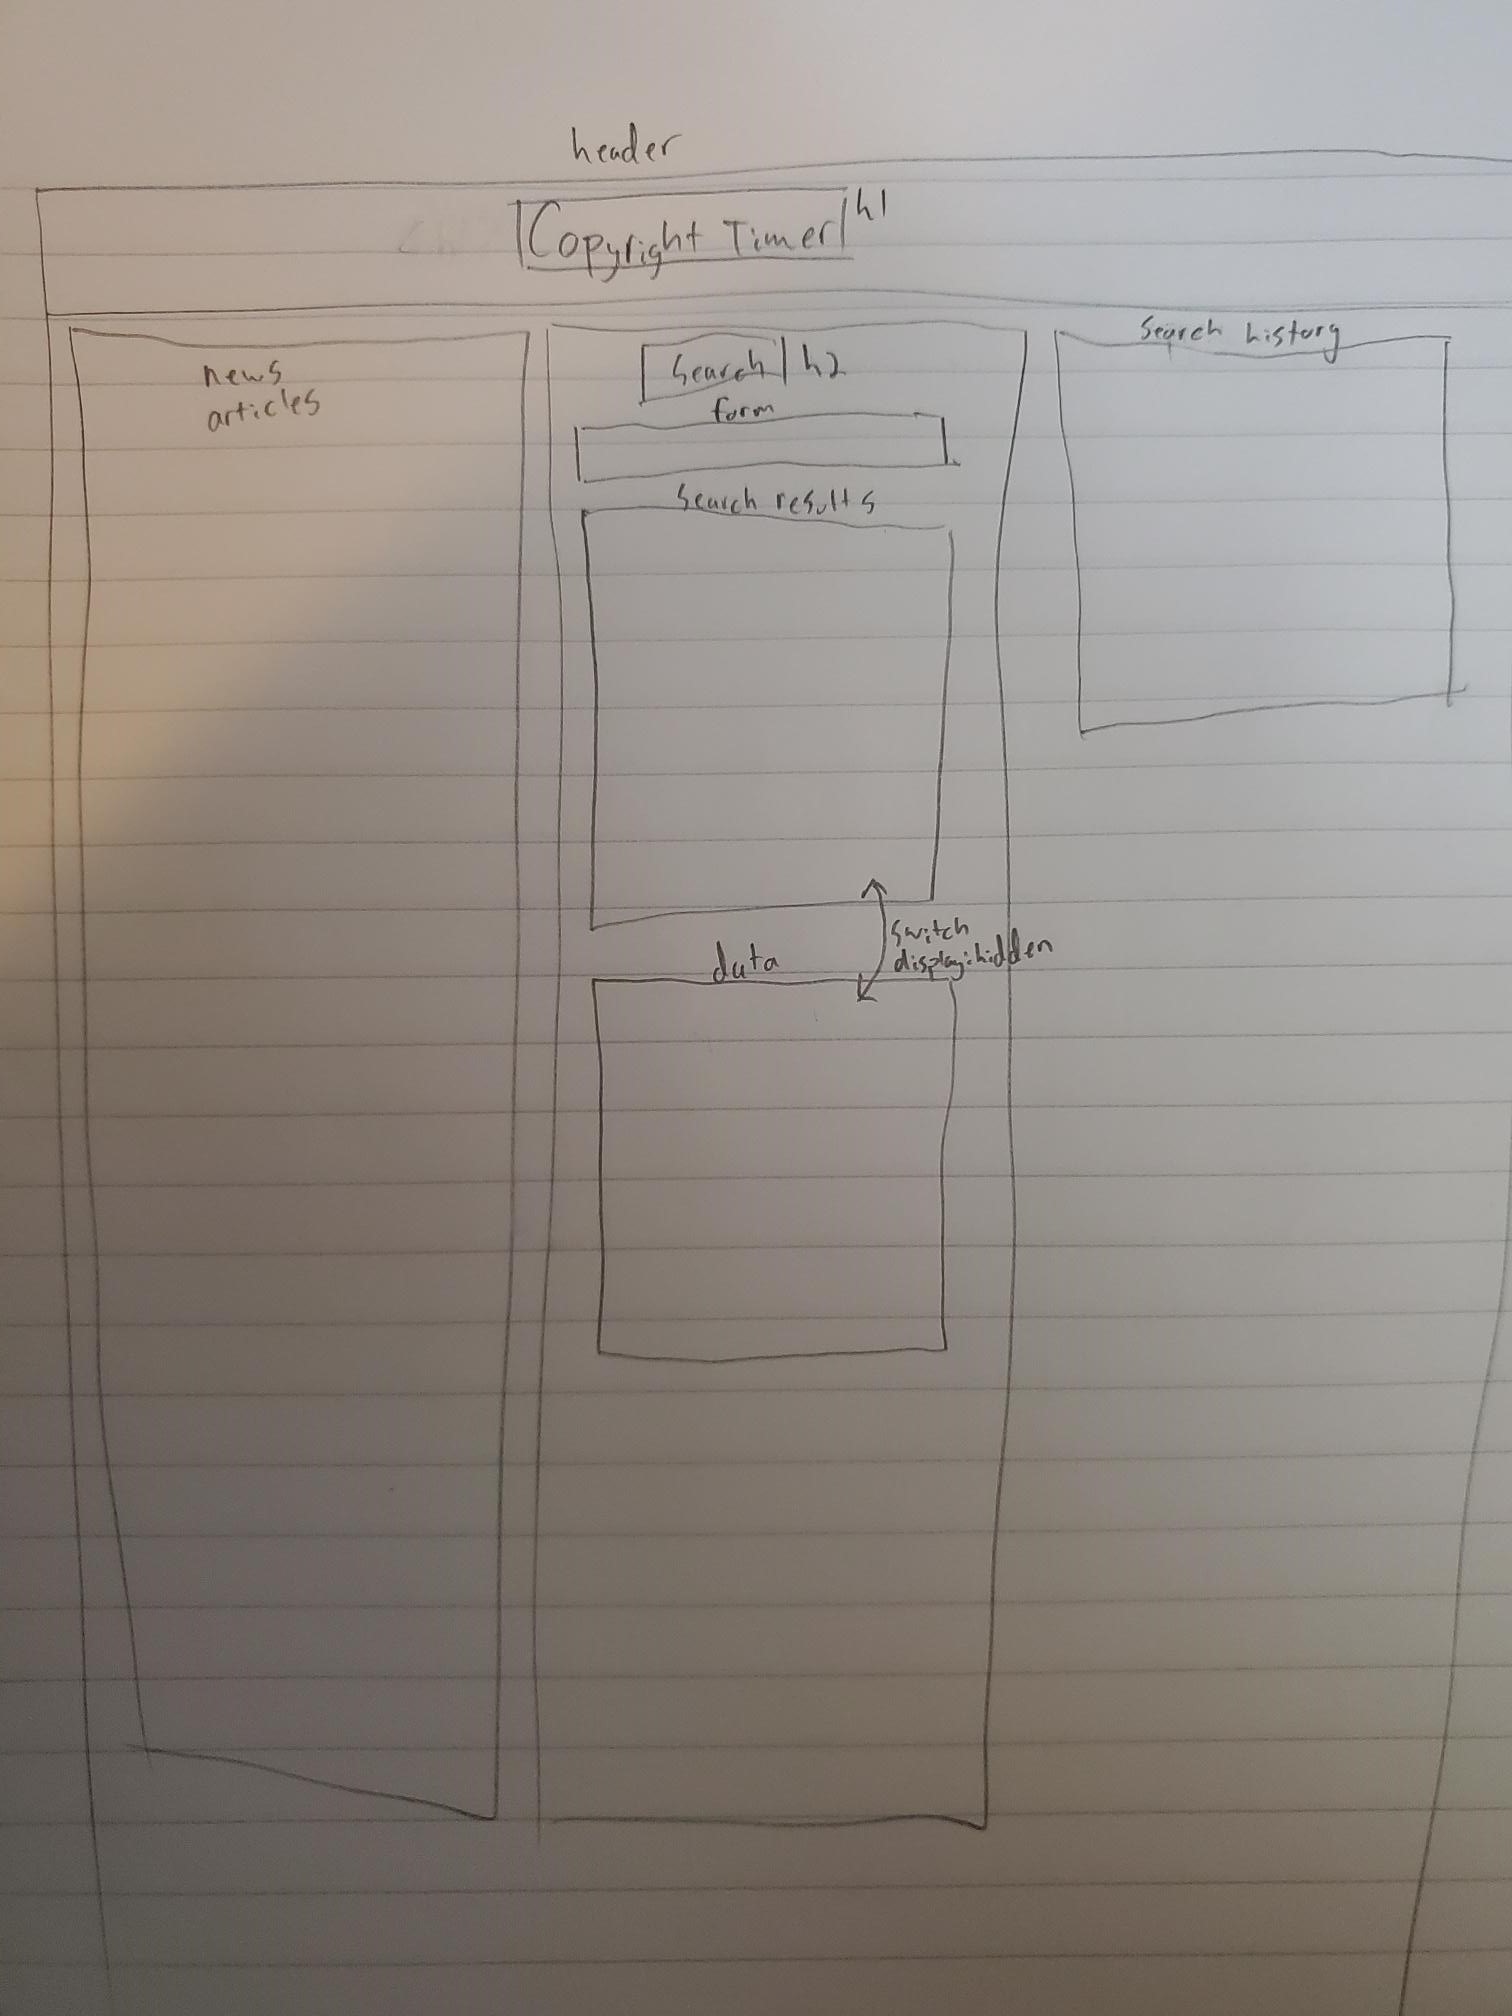 header
Copyright Timer h1
news
articles
Search h2
form
Search results
switch
display:hidden
data
Search history